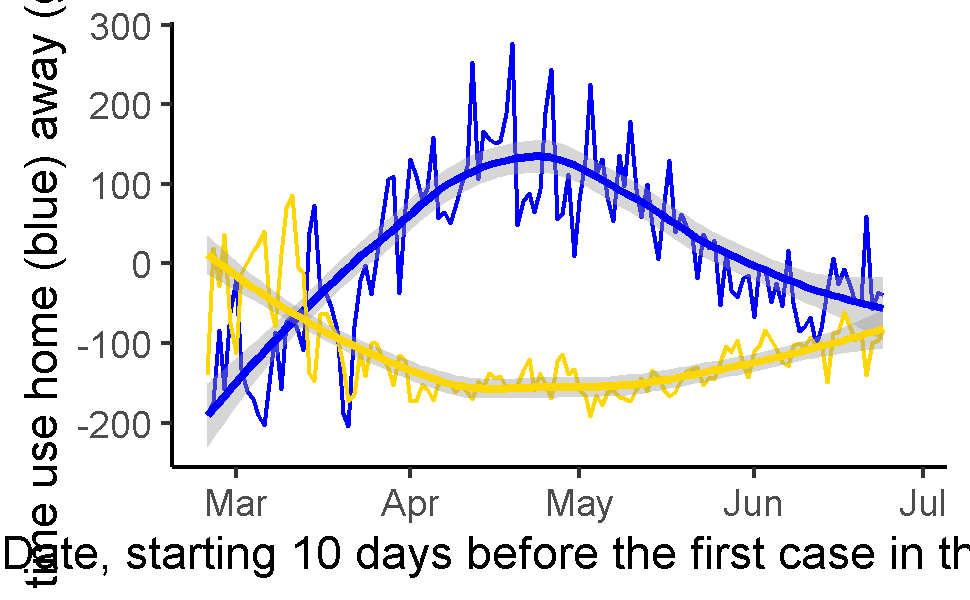 time use home (blue) away (
300
200
100
0
-100
-200
Mar Apr May Jun Jul
Date, starting 10 days before the first case in th